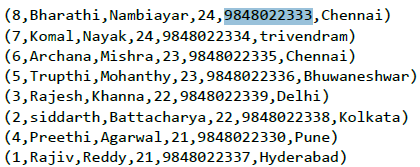 (8,Bharathi,Nambiayar,24,9848022333,Chennai)
(7,Komal,Nayak,24,9848022334,trivendram)
(6,Archana,Mishra,23,9848022335,Chennai)
(5,Trupthi,Mohanthy,23,9848022336,Bhuwaneshwar)
(3,Rajesh,Khanna,22,9848022339,Delhi)
(2,siddarth,Battacharya,22,9848022338,Kolkata)
(4,Preethi,Agarwal,21,9848022330,Pune)
(1,Rajiv,Reddy,21,9848022337,Hyderabad)